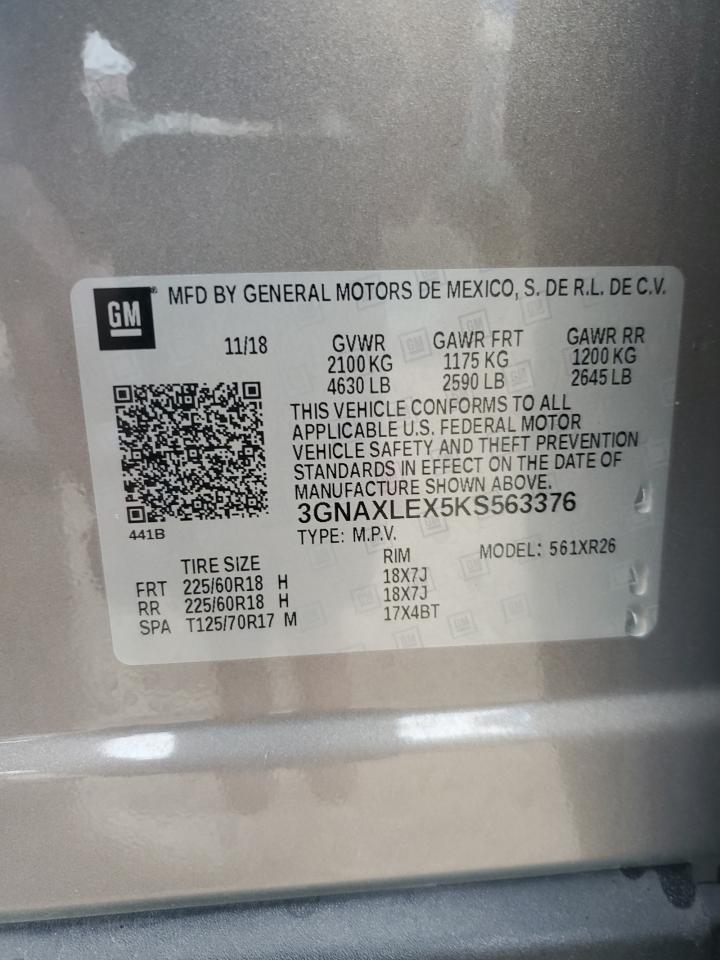 GM® MFD BY GENERAL MOTORS DE MEXICO, S. DE R.L. DE C.V.
11/18 GVWR GAWR FRT GAWR RR
2100 KG 1175 KG 1200 KG
4630 LB 2590 LB 2645 LB
THIS VEHICLE CONFORMS TO ALL
APPLICABLE U.S. FEDERAL MOTOR
VEHICLE SAFETY AND THEFT PREVENTION
STANDARDS IN EFFECT ON THE DATE OF
MANUFACTURE SHOWN ABOVE.
3GNAXLEX5KS563376
441B
TYPE: M.P.V.
TIRE SIZE RIM MODEL: 561XR26
FRT 225/60R18 H 18X7J
RR 225/60R18 H 18X7J
SPA T125/70R17 M 17X4BT